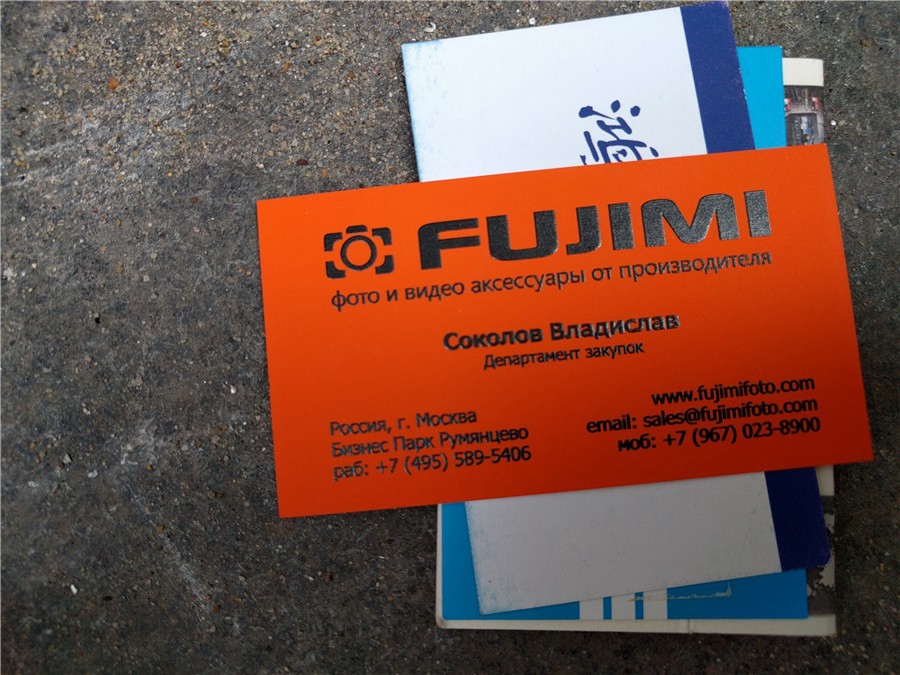 FUJIMI
фото и видео аксессуары от производителя
Соколов Владислав
Департамент закупок
Россия, г. Москва
Бизнес Парк Румянцево
раб: +7 (495) 589-5406
www.fujimifoto.com
email: sales@fujimifoto.com
моб: +7 (967) 023-8900